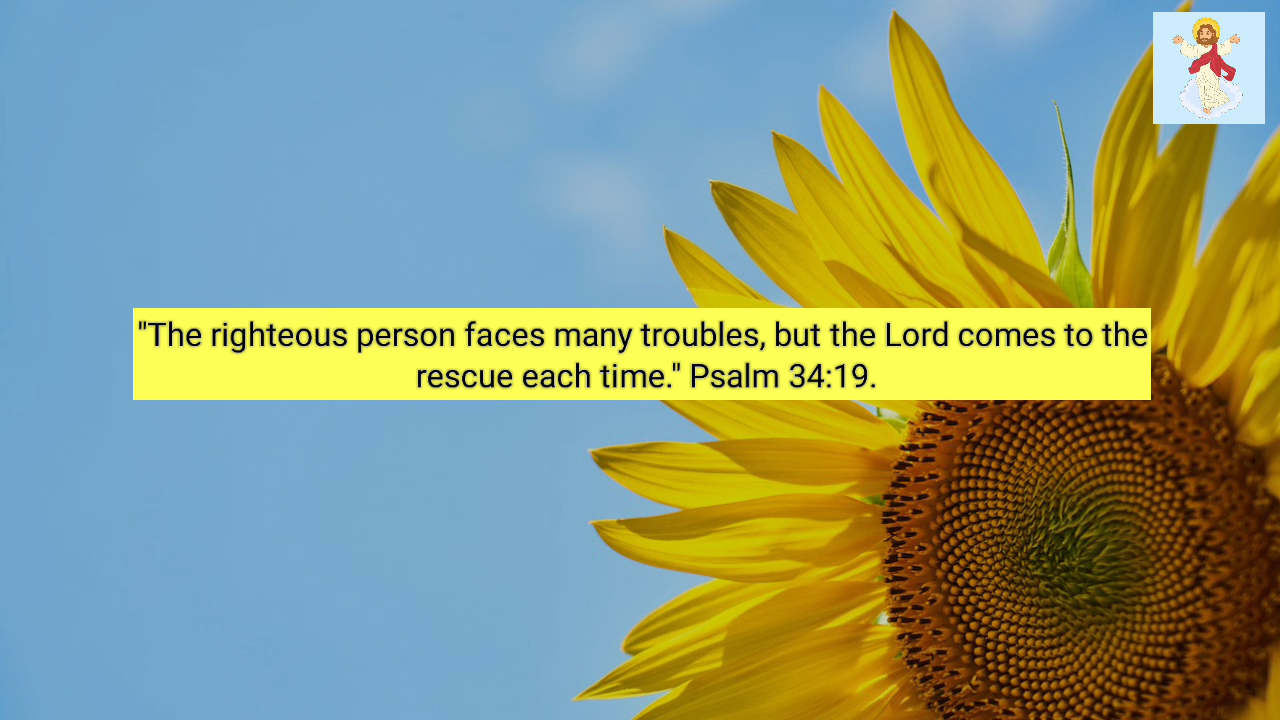 "The righteous person faces many troubles, but the Lord comes to the
rescue each time." Psalm 34:19.